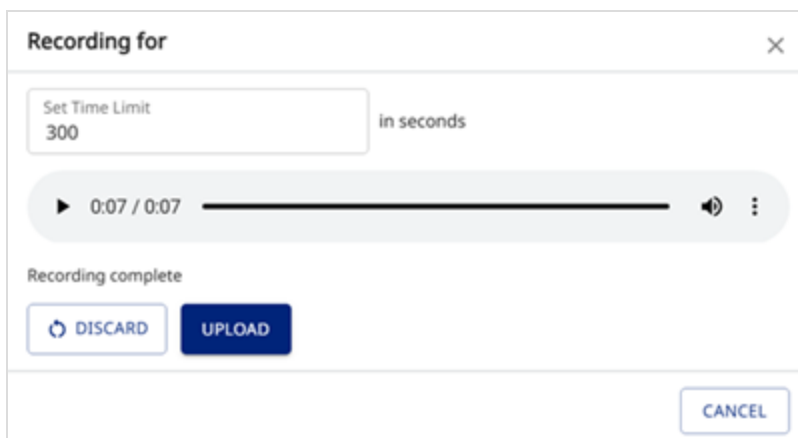 Recording for
Set Time Limit
300
in seconds
0:07 / 0:07
Recording complete
DISCARD
UPLOAD
CANCEL